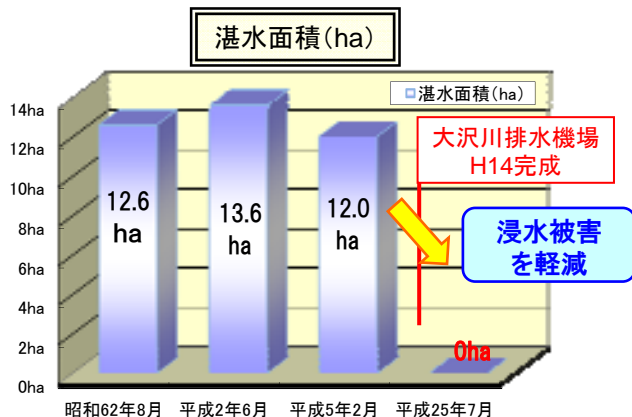 湛水面積(ha)
湛水面積(ha)
14ha
12ha
10ha
8ha
6ha
4ha
2ha
0ha
大沢川排水機場
H14完成
12.6
ha
13.6
ha
12.0
ha
浸水被害
を軽減
0ha
昭和62年8月 平成2年6月 平成5年2月 平成25年7月